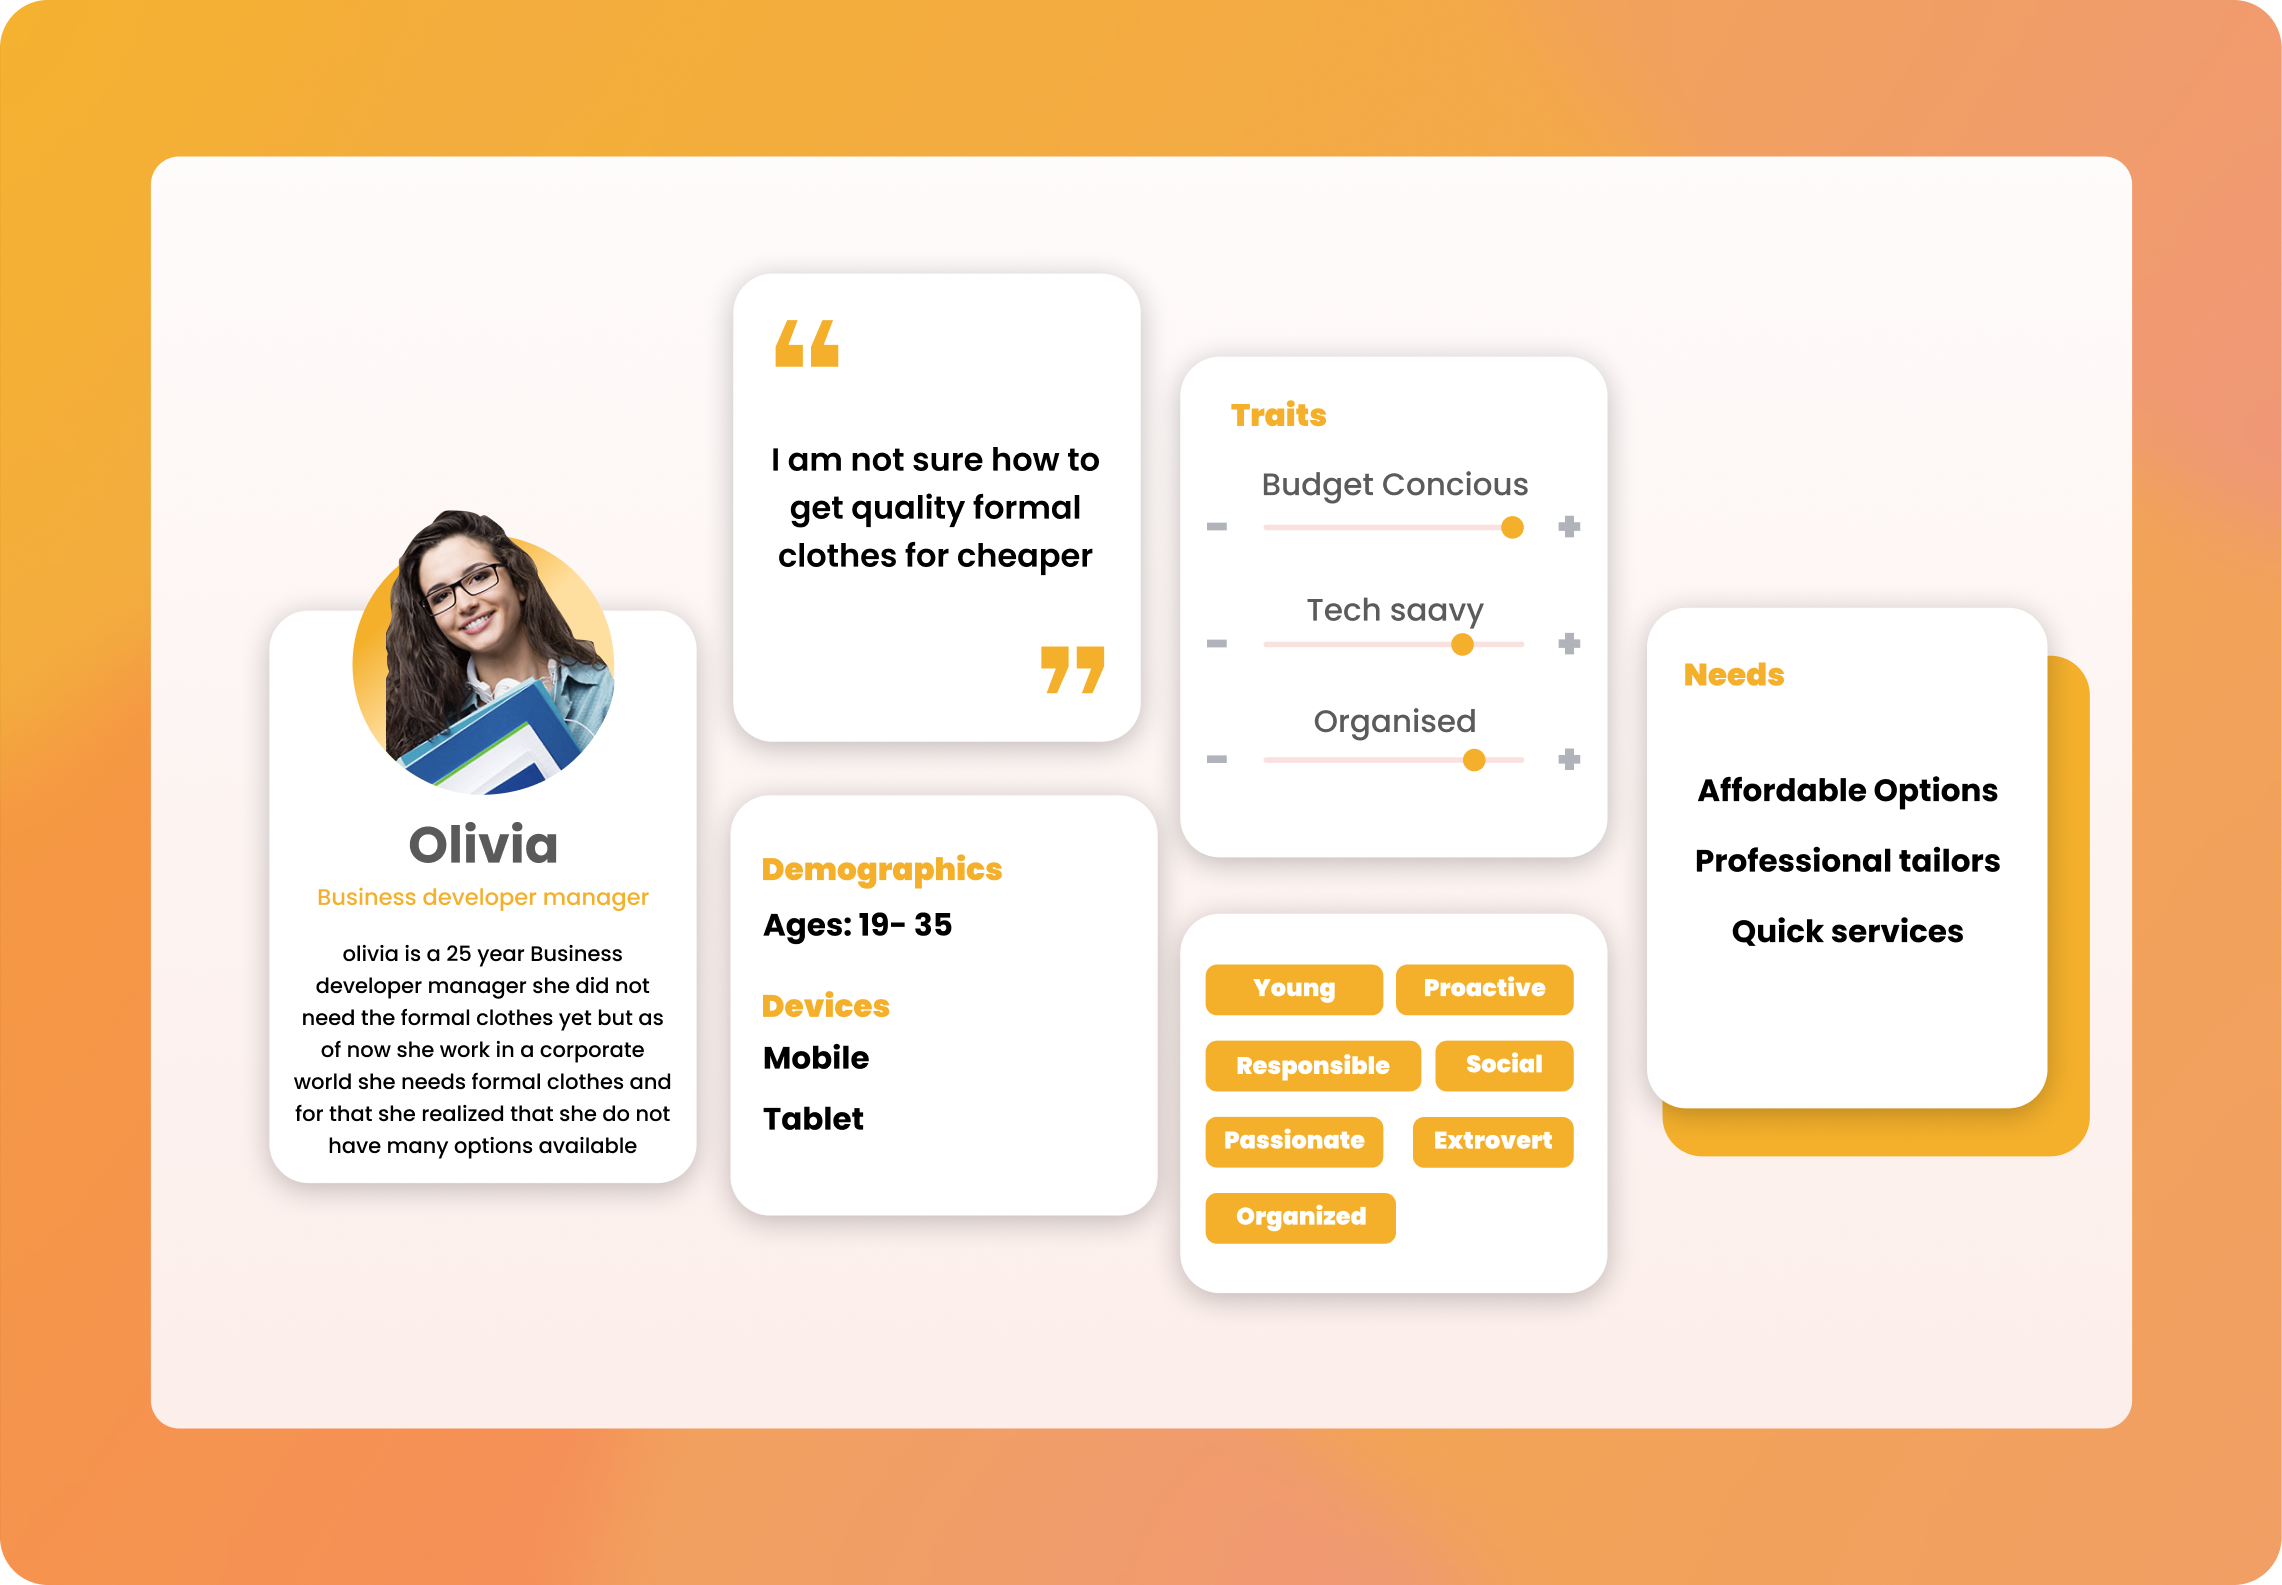 Olivia
Business developer manager
olivia is a 25 year Business
developer manager she did not
need the formal clothes yet but as
of now she work in a corporate
world she needs formal clothes and
for that she realized that she do not
have many options available
“
I am not sure how to
get quality formal
clothes for cheaper
”
Demographics
Ages: 19- 35
Devices
Mobile
Tablet
Traits
Budget Concious
Tech saavy
Organised
Young
Proactive
Responsible
Social
Passionate
Extrovert
Organized
Needs
Affordable Options
Professional tailors
Quick services